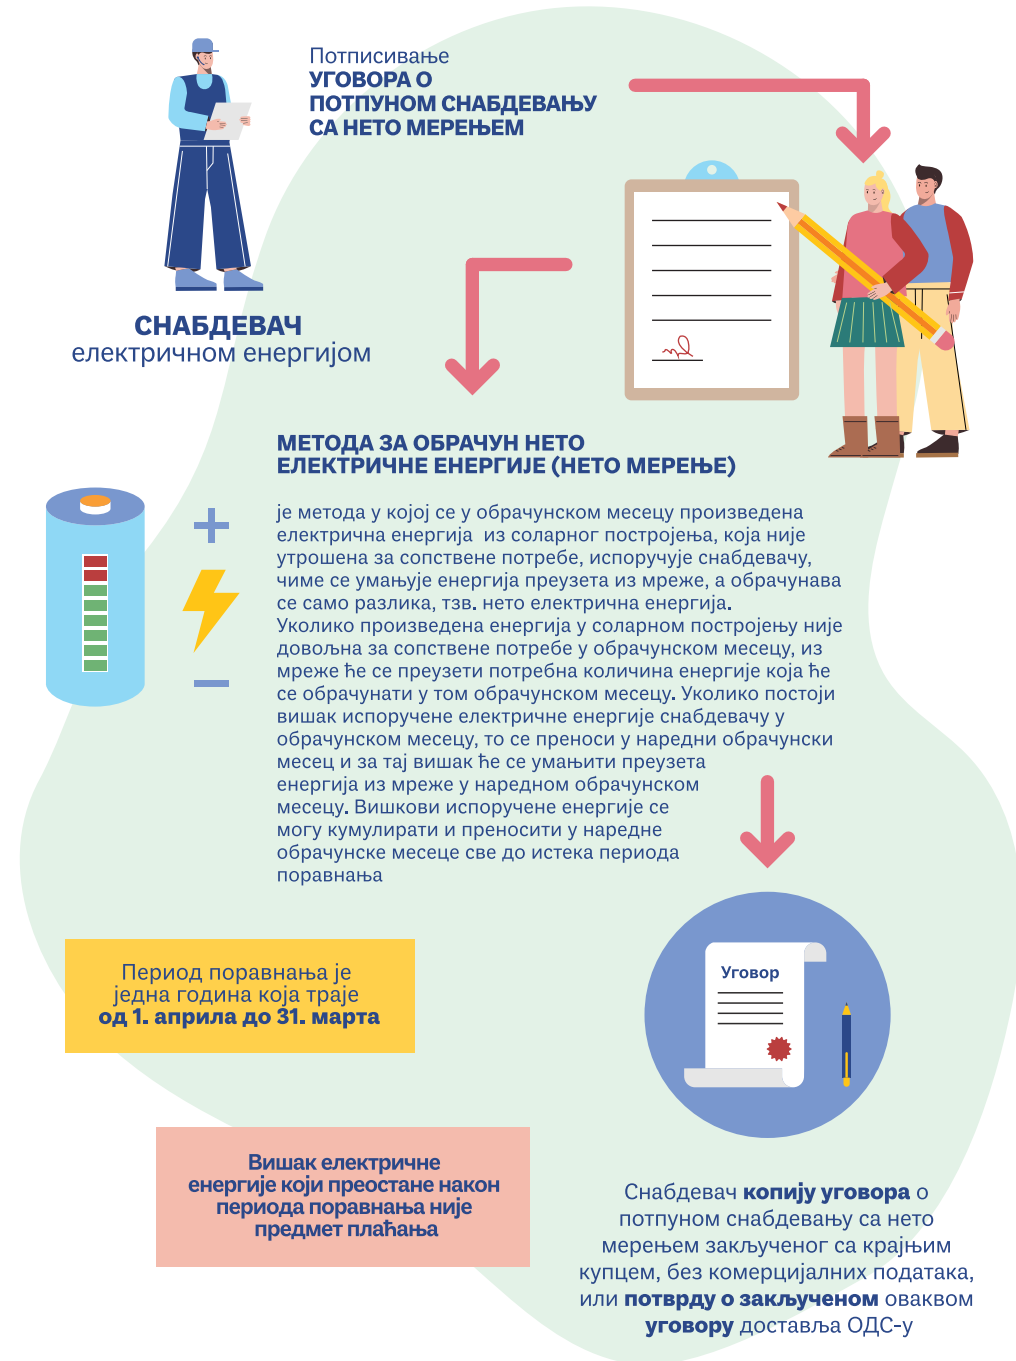 Потписивање
УГОВОРА О
ПОТПУНОМ СНАБДЕВАЊУ
СА НЕТО МЕРЕЊЕМ
СНАБДЕВАЧ
електричном енергијом
МЕТОДА ЗА ОБРАЧУН НЕТО
ЕЛЕКТРИЧНЕ ЕНЕРГИЈЕ (НЕТО МЕРЕЊЕ)
је метода у којој се у обрачунском месецу произведена
електрична енергија из соларног постројења, која није
утрошена за сопствене потребе, испоручује снабдевачу,
чиме се умањује енергија преузета из мреже, а обрачунава
се само разлика, тзв. нето електрична енергија.
Уколико произведена енергија у соларном постројењу није
довољна за сопствене потребе у обрачунском месецу, из
мреже ће се преузети потребна количина енергије која ће
се обрачунати у том обрачунском месецу. Уколико постоји
вишак испоручене електричне енергије снабдевачу у
обрачунском месецу, то се преноси у наредни обрачунски
месец и за тај вишак ће се умањити преузета
енергија из мреже у наредном обрачунском
месецу. Вишкови испоручене енергије се
могу кумулирати и преносити у наредне
обрачунске месеце све до истека периода
поравнања
Период поравнања је
једна година која траје
од 1. априла до 31. марта
Уговор
Вишак електричне
енергије који преостане након
периода поравнања није
предмет плаћања
Снабдевач копију уговора о
потпуном снабдевању са нето
мерењем закљученог са крајњим
купцем, без комерцијалних података,
или потврду о закљученом оваквом
уговору доставља ОДС-у